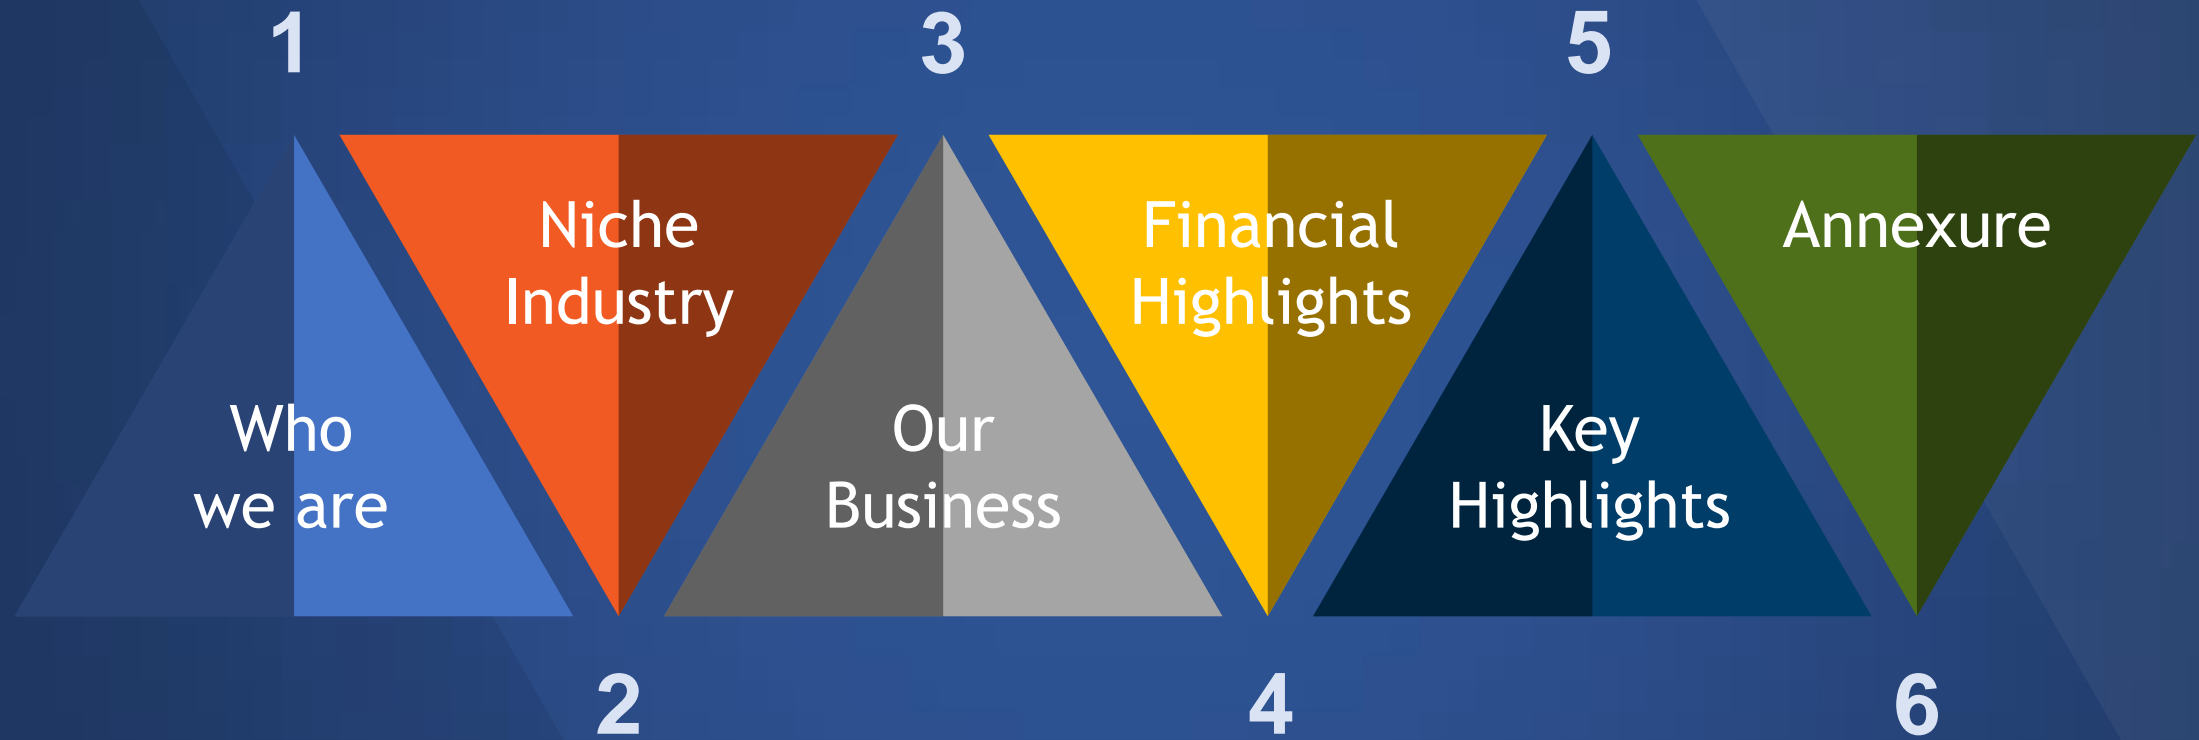 1
Who
we are
2
Niche
Industry
3
Our
Business
4
Financial
Highlights
5
Key
Highlights
6
Annexure